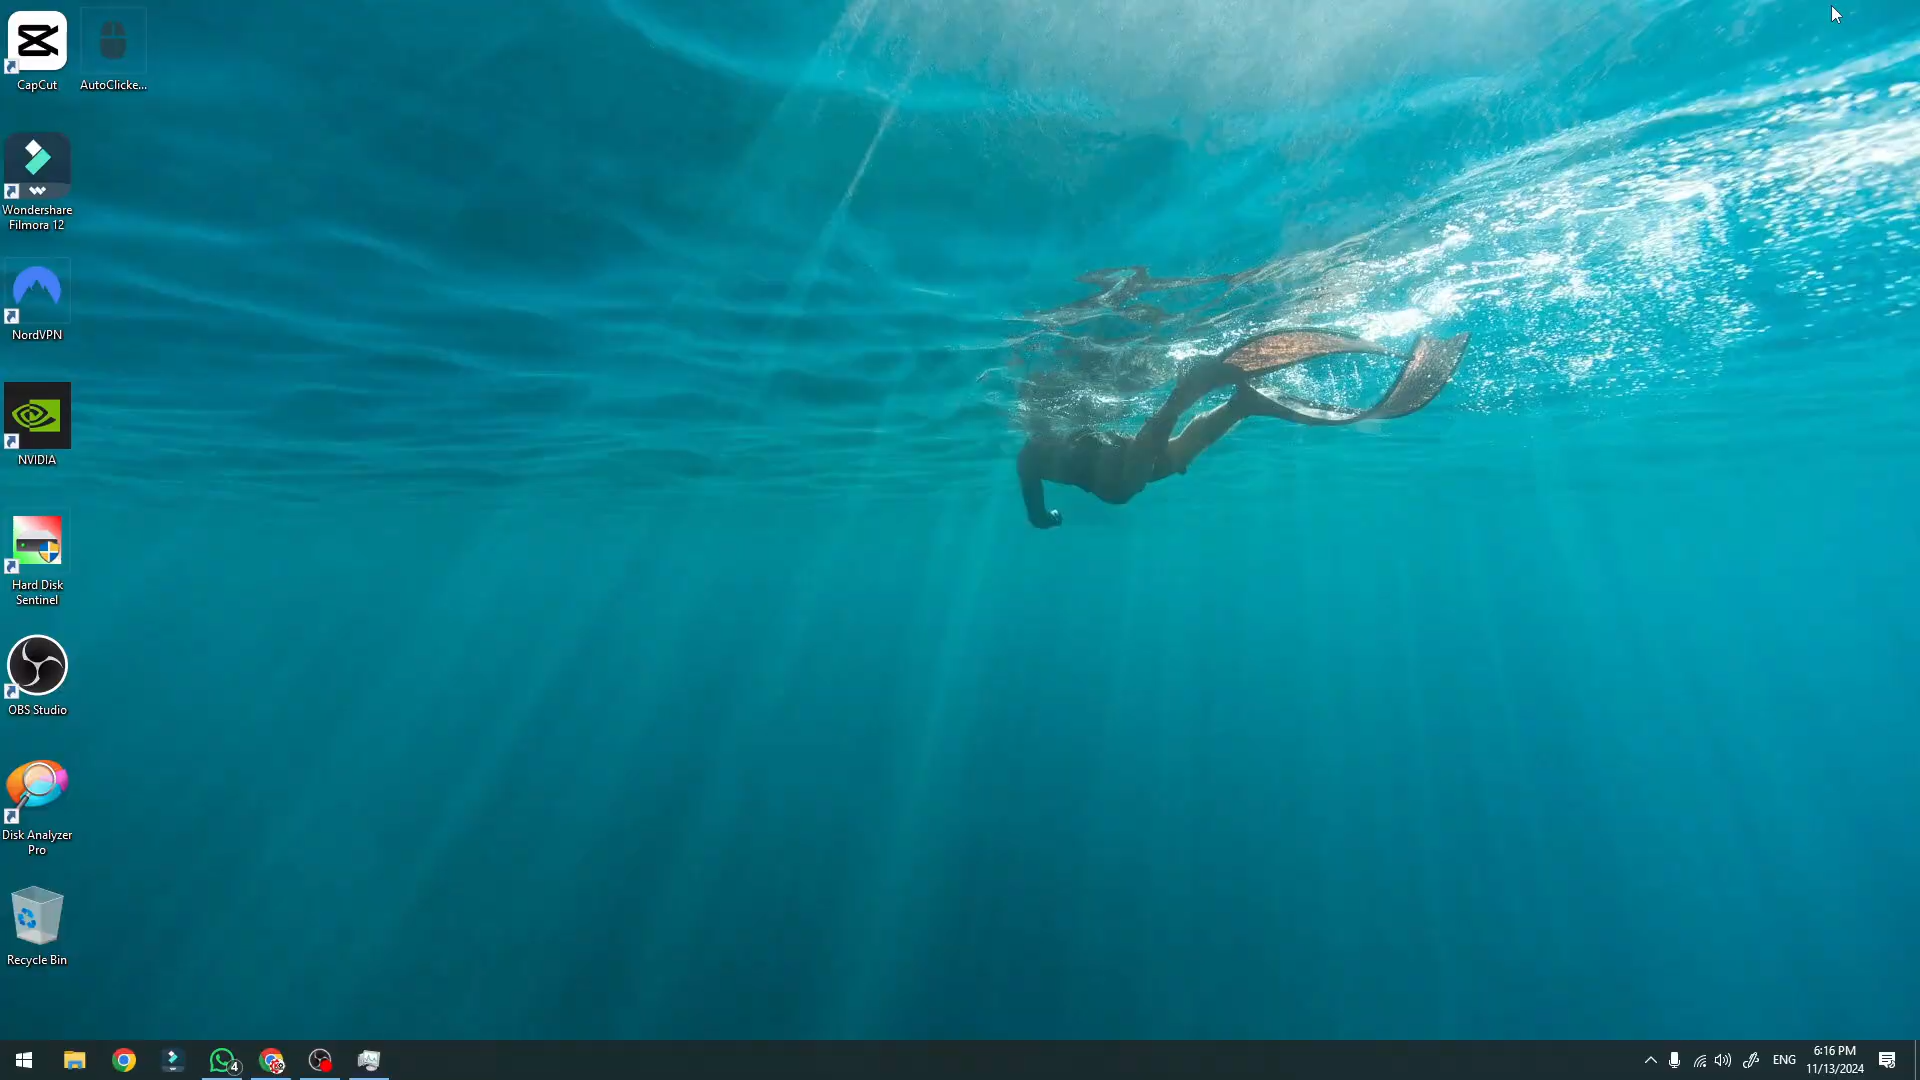 CapCut
AutoClicke...
Wondershare
Filmora 12
NordVPN
NVIDIA
Hard Disk
Sentinel
OBS Studio
Disk Analyzer
Pro
Recycle Bin
4
ENG
6:16 PM
11/13/2024